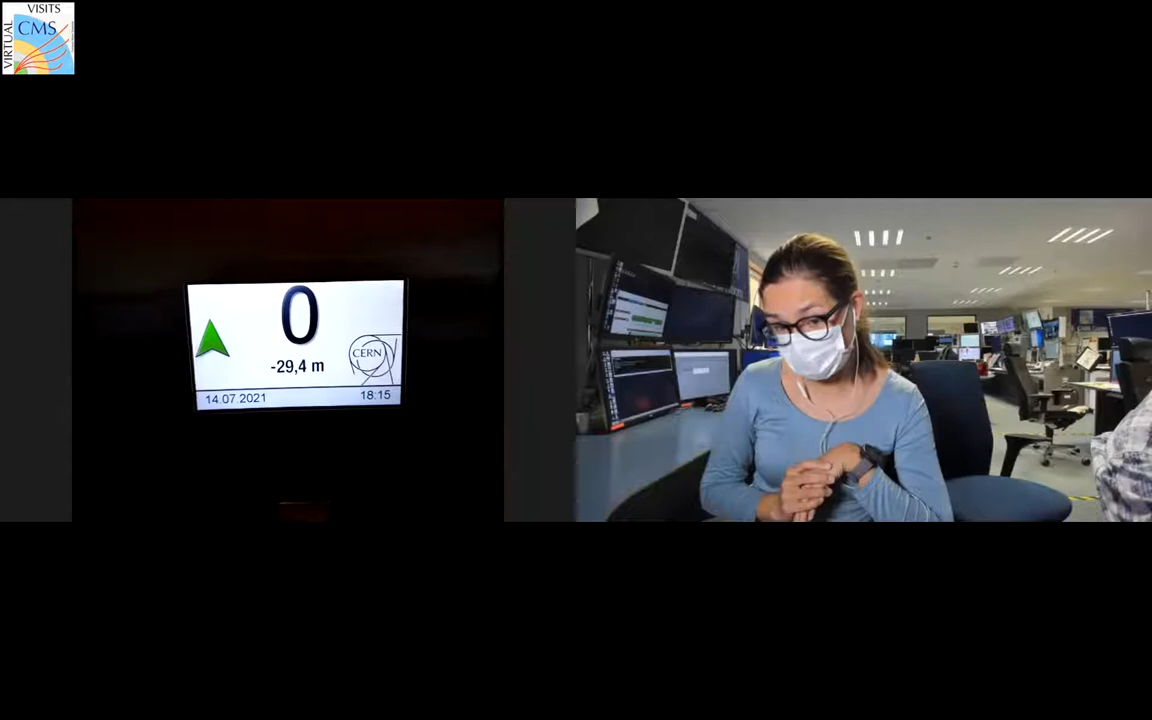 VISITS
VIRTUAL
CMS
0
-29,4 m
CERN
14.07.2021
18:15